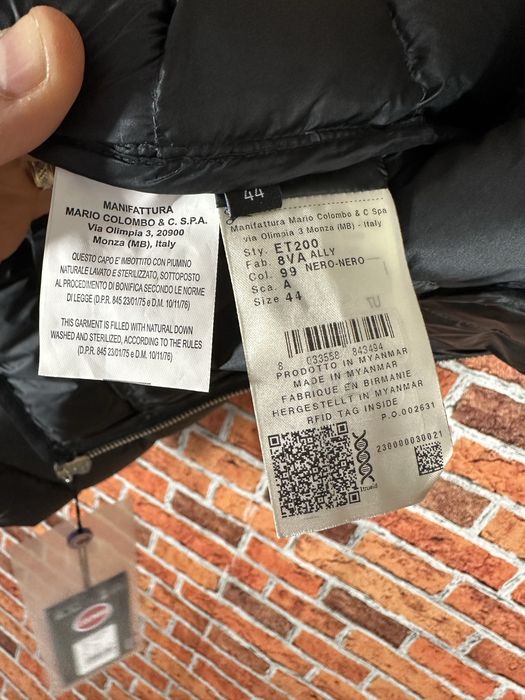 MANIFATTURA
MARIO COLOMBO & C. S.P.A.
Via Olimpia 3, 20900
Monza (MB), Italy
QUESTO CAPO E' IMBOTTITO CON PIUMINO
NATURALE LAVATO E STERILIZZATO, SOTTOPOSTO
AL PROCEDIMENTO DI BONIFICA SECONDO LE NORME
DI LEGGE (D.P.R. 845 23/01/75 e D.M. 10/11/76)
THIS GARMENT IS FILLED WITH NATURAL DOWN
WASHED AND STERILIZED, ACCORDING TO THE RULES
(D.P.R. 845 23/01/75 e D.M. 10/11/76)
44
Manifattura Mario Colombo & C Spa
via Olimpia 3 Monza (MB) - Italy
Sty. ET200
Fab. 8VA ALLY
Col. 99 NERO-NERO
Sca. A
Size 44
8 033558 843494
PRODOTTO IN MYANMAR
MADE IN MYANMAR
FABRIQUE EN BIRMANIE
HERGESTELLT IN MYANMAR
RFID TAG INSIDE
P.O.002631
230000030021